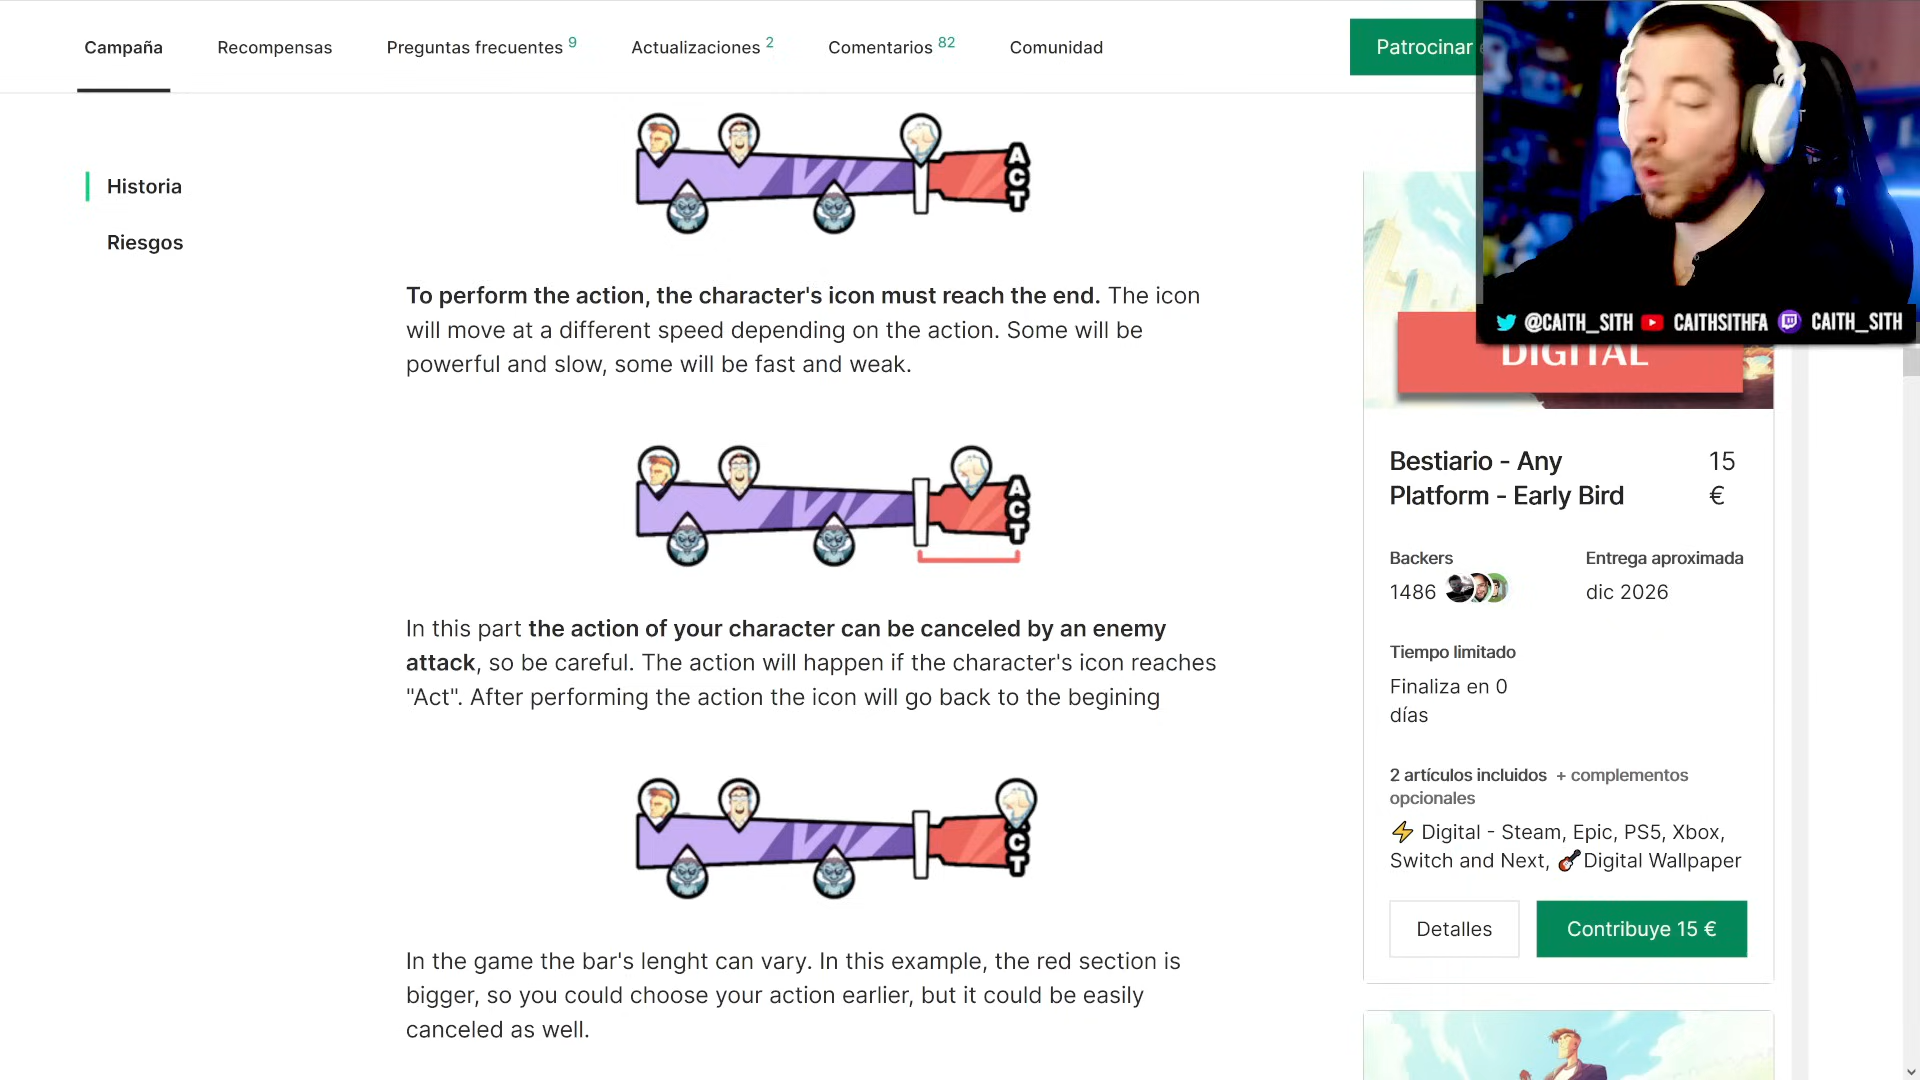 Campaña
Recompensas
Preguntas frecuentes 9
Actualizaciones 2
Comentarios 82
Comunidad
Patrocinar
Historia
Riesgos
ACT
To perform the action, the character's icon must reach the end. The icon
will move at a different speed depending on the action. Some will be
powerful and slow, some will be fast and weak.
ACT
In this part the action of your character can be canceled by an enemy
attack, so be careful. The action will happen if the character's icon reaches
"Act". After performing the action the icon will go back to the begining
CT
In the game the bar's lenght can vary. In this example, the red section is
bigger, so you could choose your action earlier, but it could be easily
canceled as well.
@CAITH_SITH CAITHSITHFA CAITH_SITH
DIGITAL
Bestiario - Any
Platform - Early Bird
15
€
Backers
1486
Entrega aproximada
dic 2026
Tiempo limitado
Finaliza en 0
días
2 artículos incluidos + complementos
opcionales
⚡ Digital - Steam, Epic, PS5, Xbox,
Switch and Next, 🎸Digital Wallpaper
Detalles
Contribuye 15 €